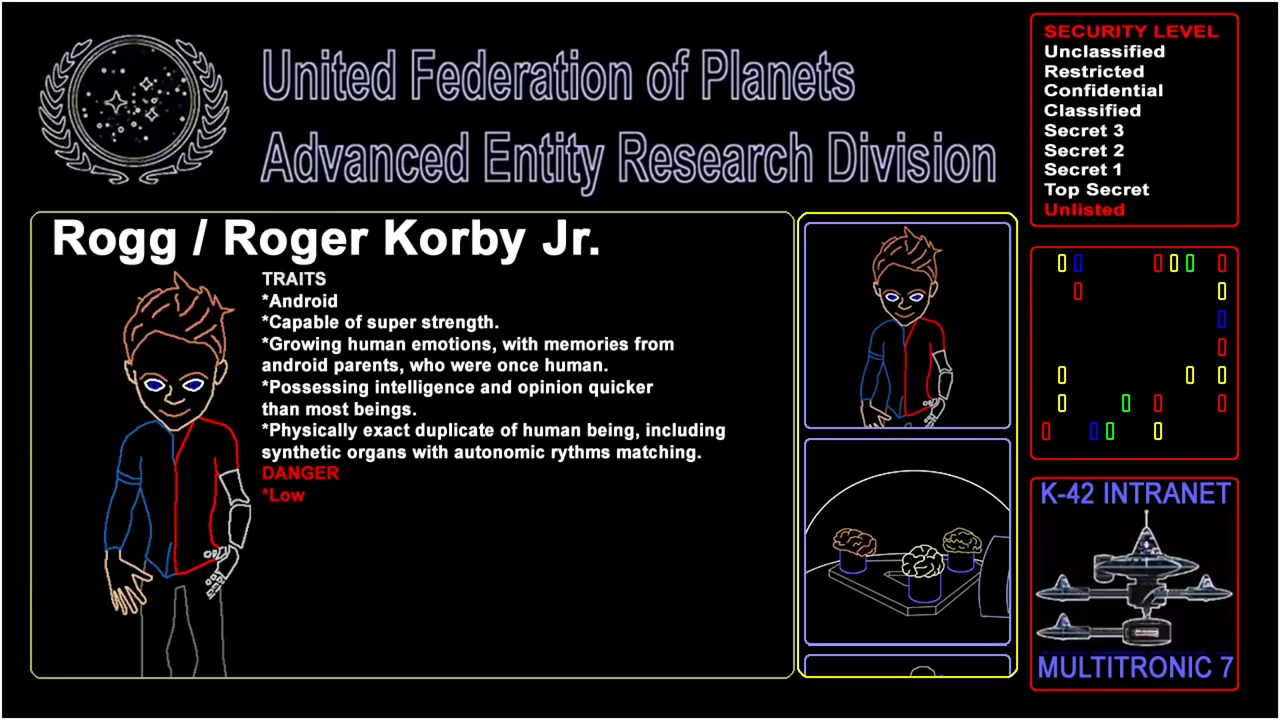 United Federation of Planets
Advanced Entity Research Division
SECURITY LEVEL
Unclassified
Restricted
Confidential
Classified
Secret 3
Secret 2
Secret 1
Top Secret
Unlisted
Rogg / Roger Korby Jr.
TRAITS
*Android
*Capable of super strength.
*Growing human emotions, with memories from
android parents, who were once human.
*Possessing intelligence and opinion quicker
than most beings.
*Physically exact duplicate of human being, including
synthetic organs with autonomic rythms matching.
DANGER
*Low
K-42 INTRANET
MULTITRONIC 7